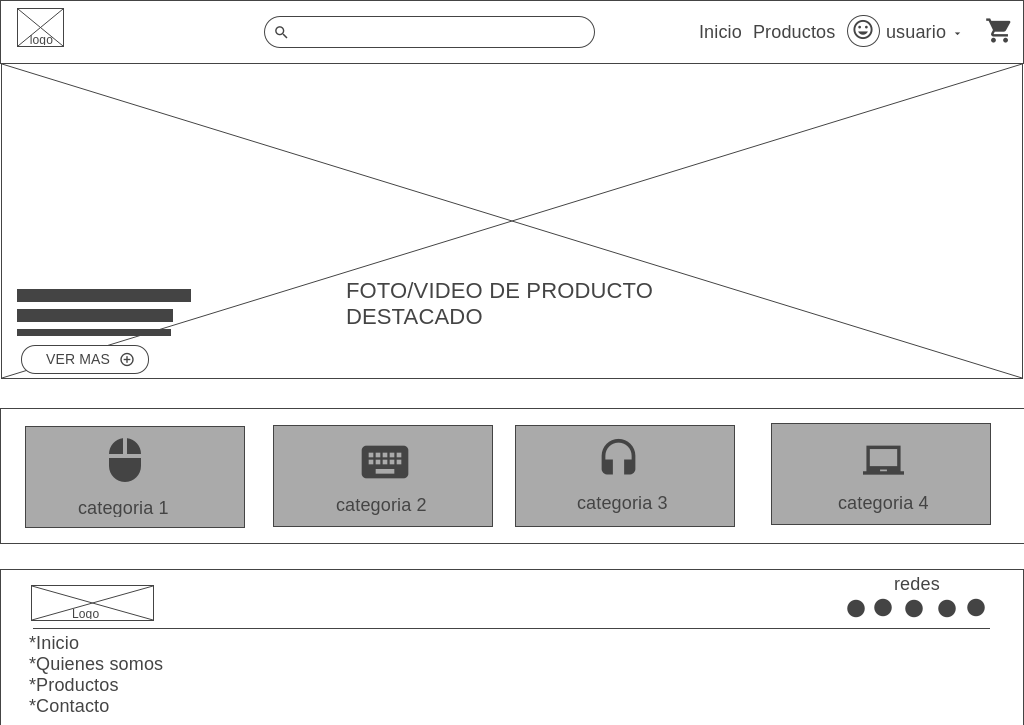 logo
Inicio Productos usuario
FOTO/VIDEO DE PRODUCTO
DESTACADO
VER MAS
categoria 1
categoria 2
categoria 3
categoria 4
redes
Logo
*Inicio
*Quienes somos
*Productos
*Contacto